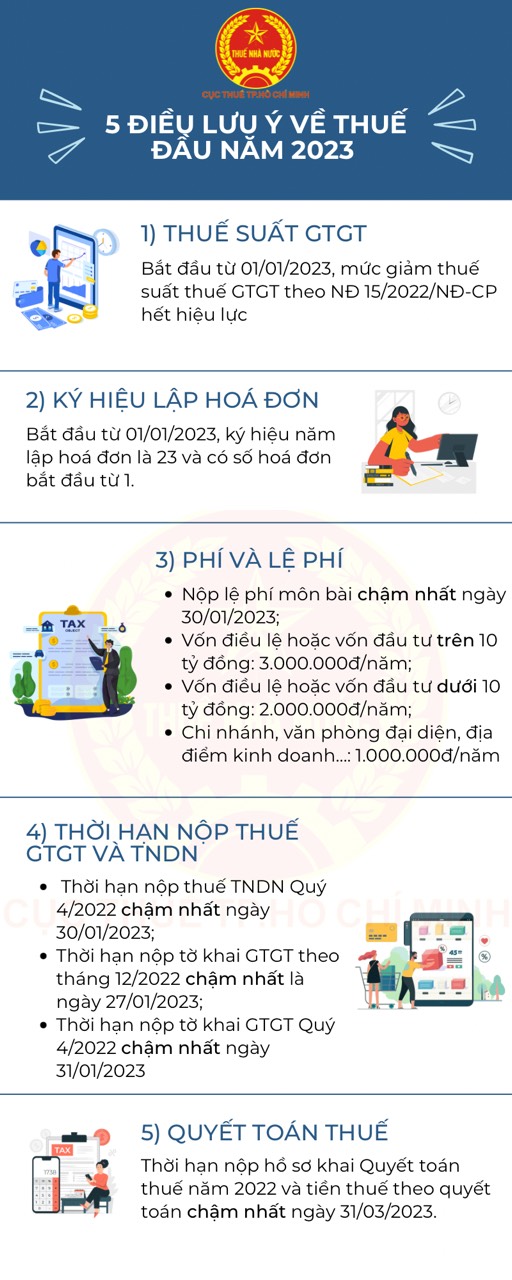 THUẾ NHÀ NƯỚC
CỤC THUẾ TP.HỒ CHÍ MINH
5 ĐIỀU LƯU Ý VỀ THUẾ
ĐẦU NĂM 2023
1) THUẾ SUẤT GTGT
Bắt đầu từ 01/01/2023, mức giảm thuế
suất thuế GTGT theo NĐ 15/2022/NĐ-CP
hết hiệu lực
2) KÝ HIỆU LẬP HOÁ ĐƠN
Bắt đầu từ 01/01/2023, ký hiệu năm
lập hoá đơn là 23 và có số hoá đơn
bắt đầu từ 1.
3) PHÍ VÀ LỆ PHÍ
• Nộp lệ phí môn bài chậm nhất ngày
30/01/2023;
• Vốn điều lệ hoặc vốn đầu tư trên 10
tỷ đồng: 3.000.000đ/năm;
• Vốn điều lệ hoặc vốn đầu tư dưới 10
tỷ đồng: 2.000.000đ/năm;
• Chi nhánh, văn phòng đại diện, địa
điểm kinh doanh...: 1.000.000đ/năm
TAX
OBJECT
THUẾ NHÀ NƯỚC
4) THỜI HẠN NỘP THUẾ
GTGT VÀ TNDN
• Thời hạn nộp thuế TNDN Quý
4/2022 chậm nhất ngày
30/01/2023;
• Thời hạn nộp tờ khai GTGT theo
tháng 12/2022 chậm nhất là
ngày 27/01/2023;
• Thời hạn nộp tờ khai GTGT Quý
4/2022 chậm nhất ngày
31/01/2023
CỤC THUẾ TP.HỒ CHÍ MINH
5) QUYẾT TOÁN THUẾ
Thời hạn nộp hồ sơ khai Quyết toán
thuế năm 2022 và tiền thuế theo quyết
toán chậm nhất ngày 31/03/2023.
TAX
1738